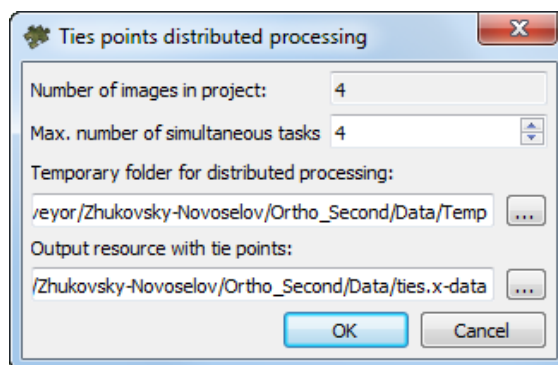 Ties points distributed processing
Number of images in project: 4
Max. number of simultaneous tasks 4
Temporary folder for distributed processing:
/eyor/Zhukovsky-Novoselov/Ortho_Second/Data/Temp ...
Output resource with tie points:
/Zhukovsky-Novoselov/Ortho_Second/Data/ties.x-data ...
OK Cancel